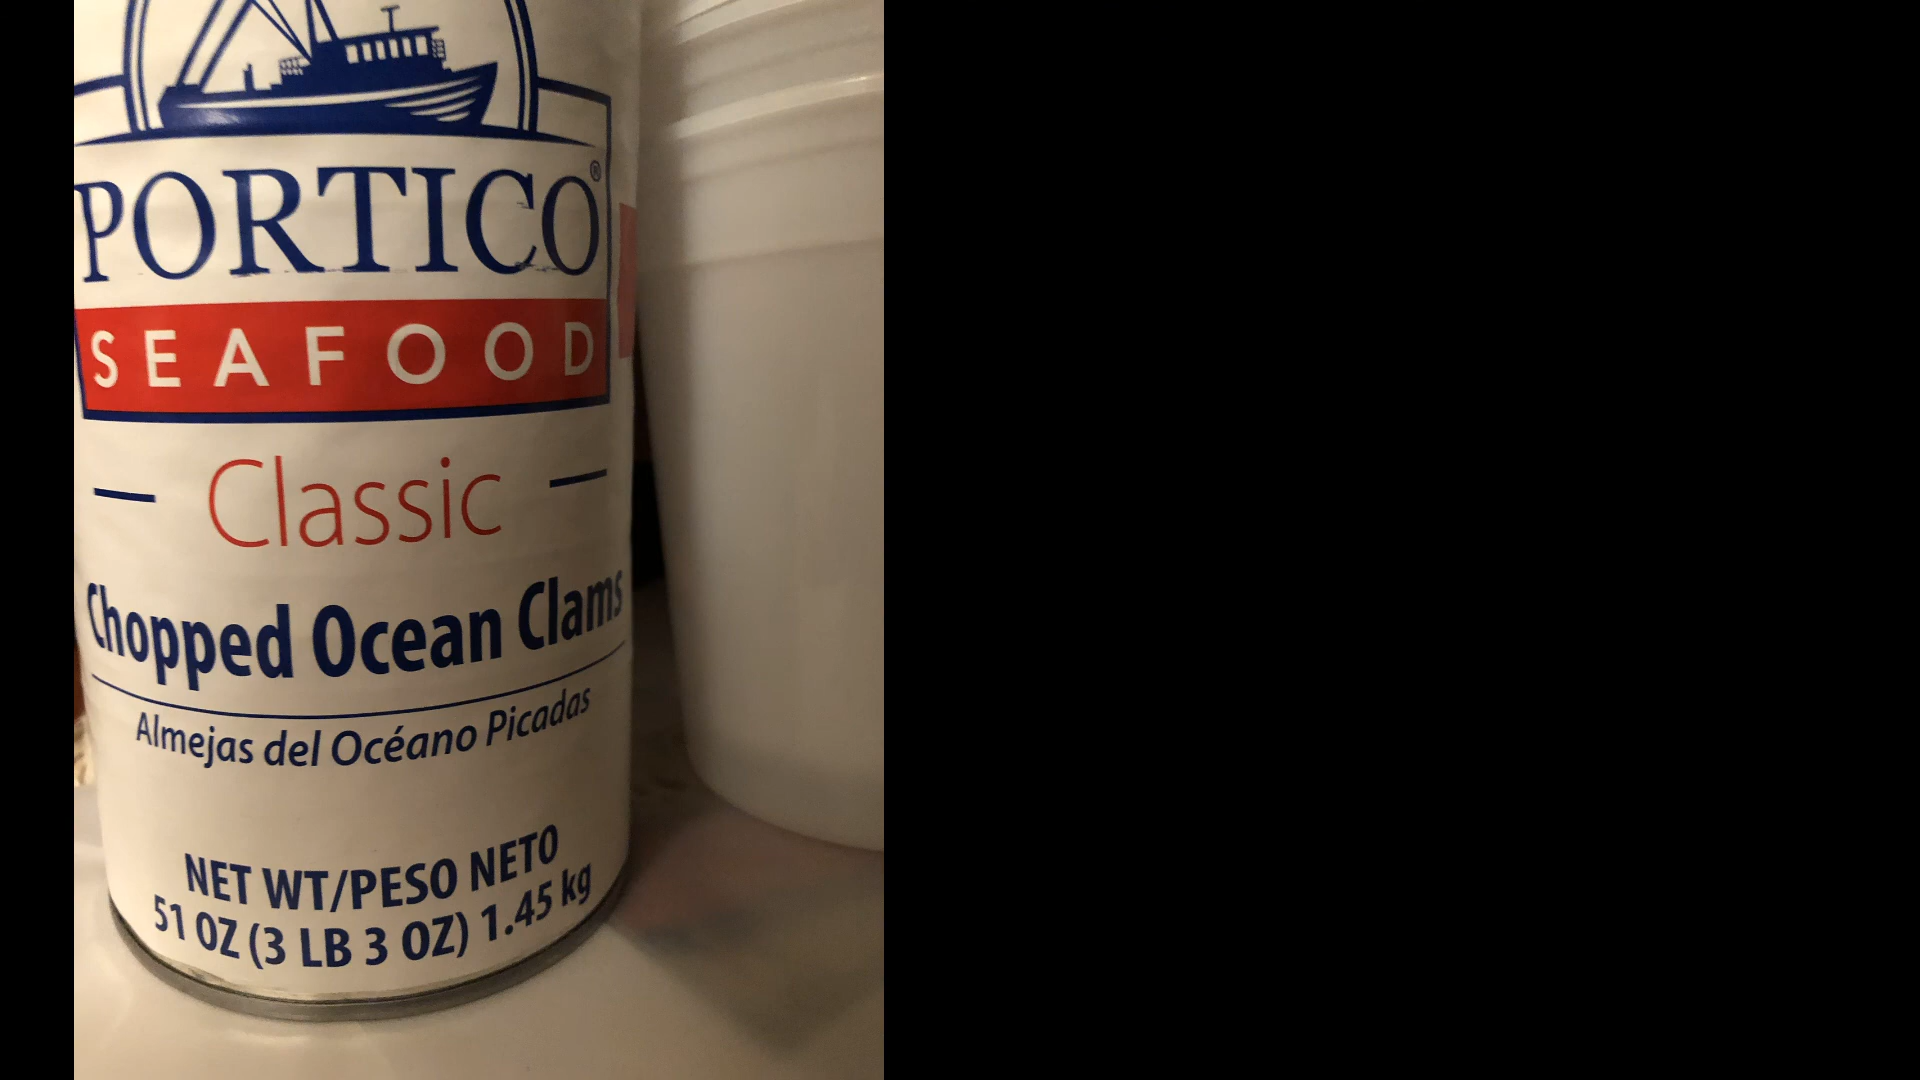 PORTICO®
SEAFOOD
Classic
Chopped Ocean Clams
Almejas del Océano Picadas
NET WT/PESO NETO
51 OZ (3 LB 3 OZ) 1.45 kg